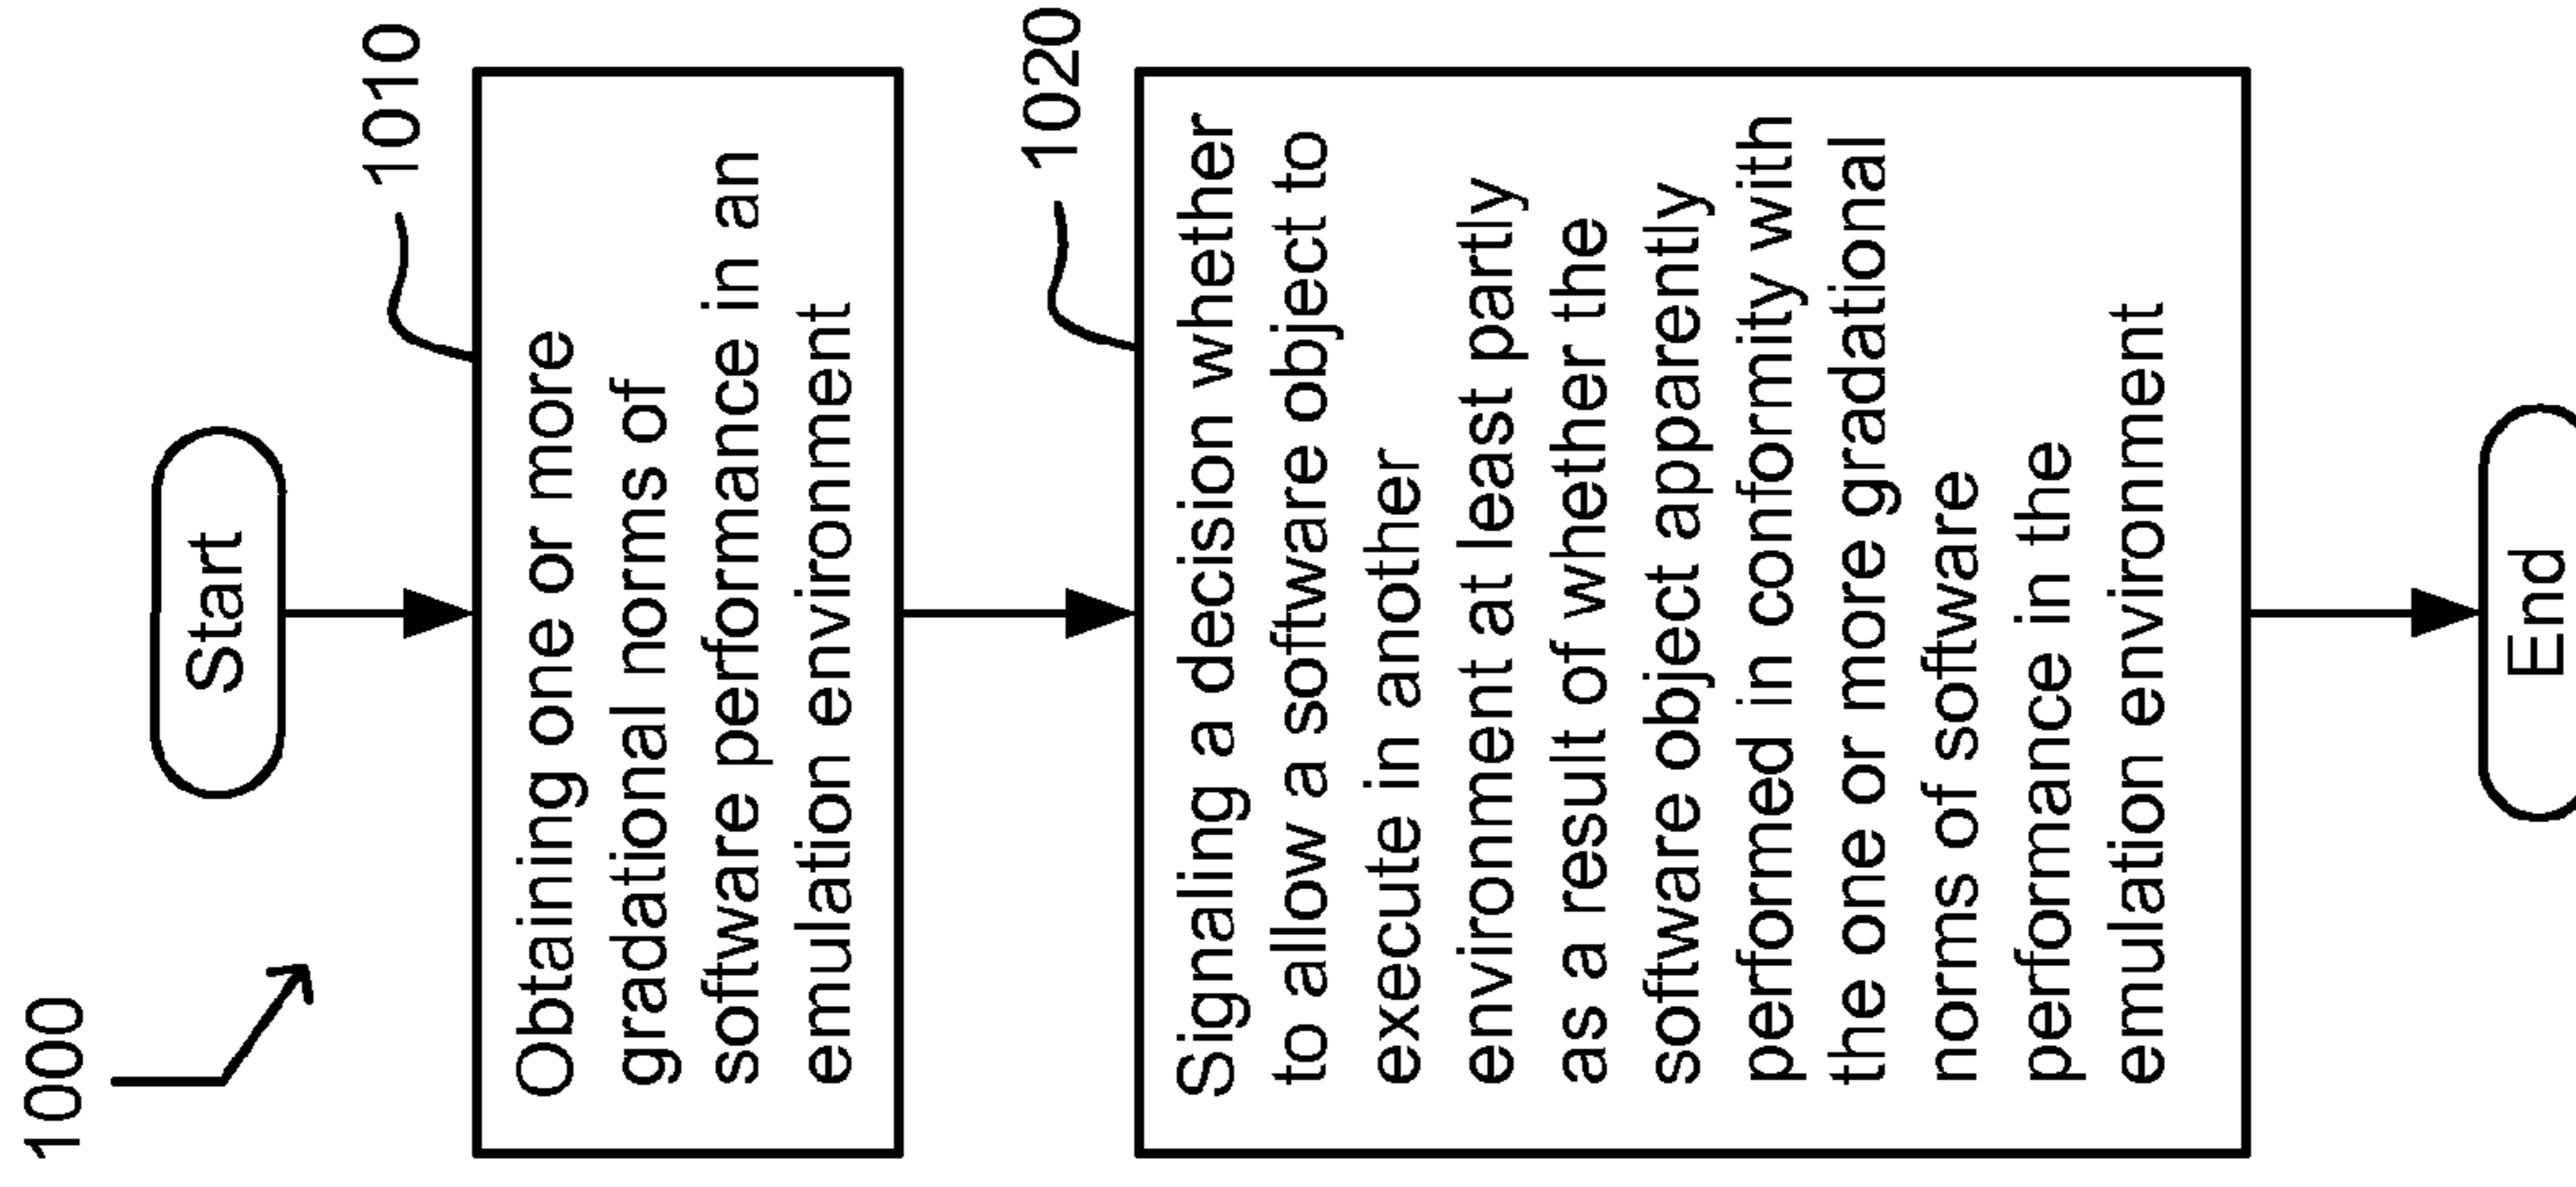 1000
Start
1010
Obtaining one or more
gradational norms of
software performance in an
emulation environment
1020
Signaling a decision whether
to allow a software object to
execute in another
environment at least partly
as a result of whether the
software object apparently
performed in conformity with
the one or more gradational
norms of software
performance in the
emulation environment
End